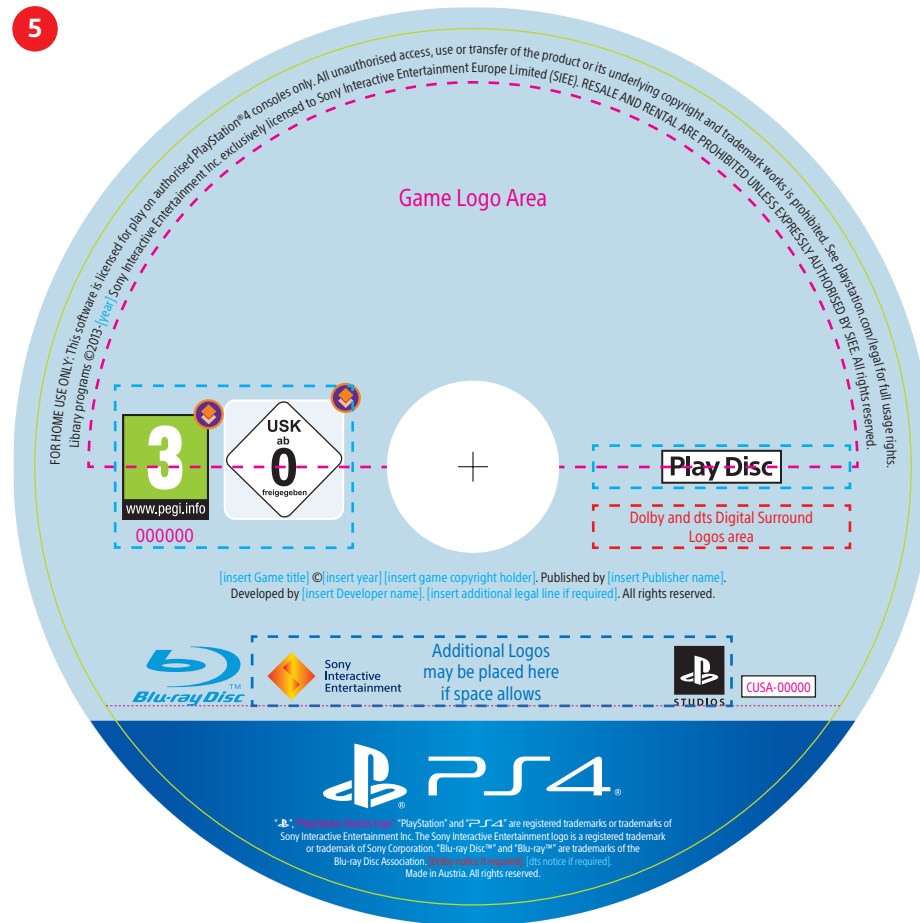 5
FOR HOME USE ONLY: This software is licensed for play on authorised PlayStation®4 consoles only. All unauthorised access, use or transfer of the product or its underlying copyright and trademark works is prohibited. See playstation.com/legal for full usage rights.
Library programs ©2013-[year] Sony Interactive Entertainment Inc. exclusively licensed to Sony Interactive Entertainment Europe Limited (SIEE). RESALE AND RENTAL ARE PROHIBITED UNLESS EXPRESSLY AUTHORISED BY SIEE. All rights reserved.
Game Logo Area
3
www.pegi.info
000000
USK
ab
0
freigegeben
Play Disc
Dolby and dts Digital Surround
Logos area
[insert Game title] ©[insert year] [insert game copyright holder]. Published by [insert Publisher name].
Developed by [insert Developer name]. [insert additional legal line if required]. All rights reserved.
Blu-ray Disc™
Sony
Interactive
Entertainment
Additional Logos
may be placed here
if space allows
STUDIOS
CUSA-00000
PS4®
" ", "PlayStation Studios logo" "PlayStation" and "PS4" are registered trademarks or trademarks of
Sony Interactive Entertainment Inc. The Sony Interactive Entertainment logo is a registered trademark
or trademark of Sony Corporation. "Blu-ray Disc™" and "Blu-ray™" are trademarks of the
Blu-ray Disc Association. [Dolby notice if required]. [dts notice if required].
Made in Austria. All rights reserved.